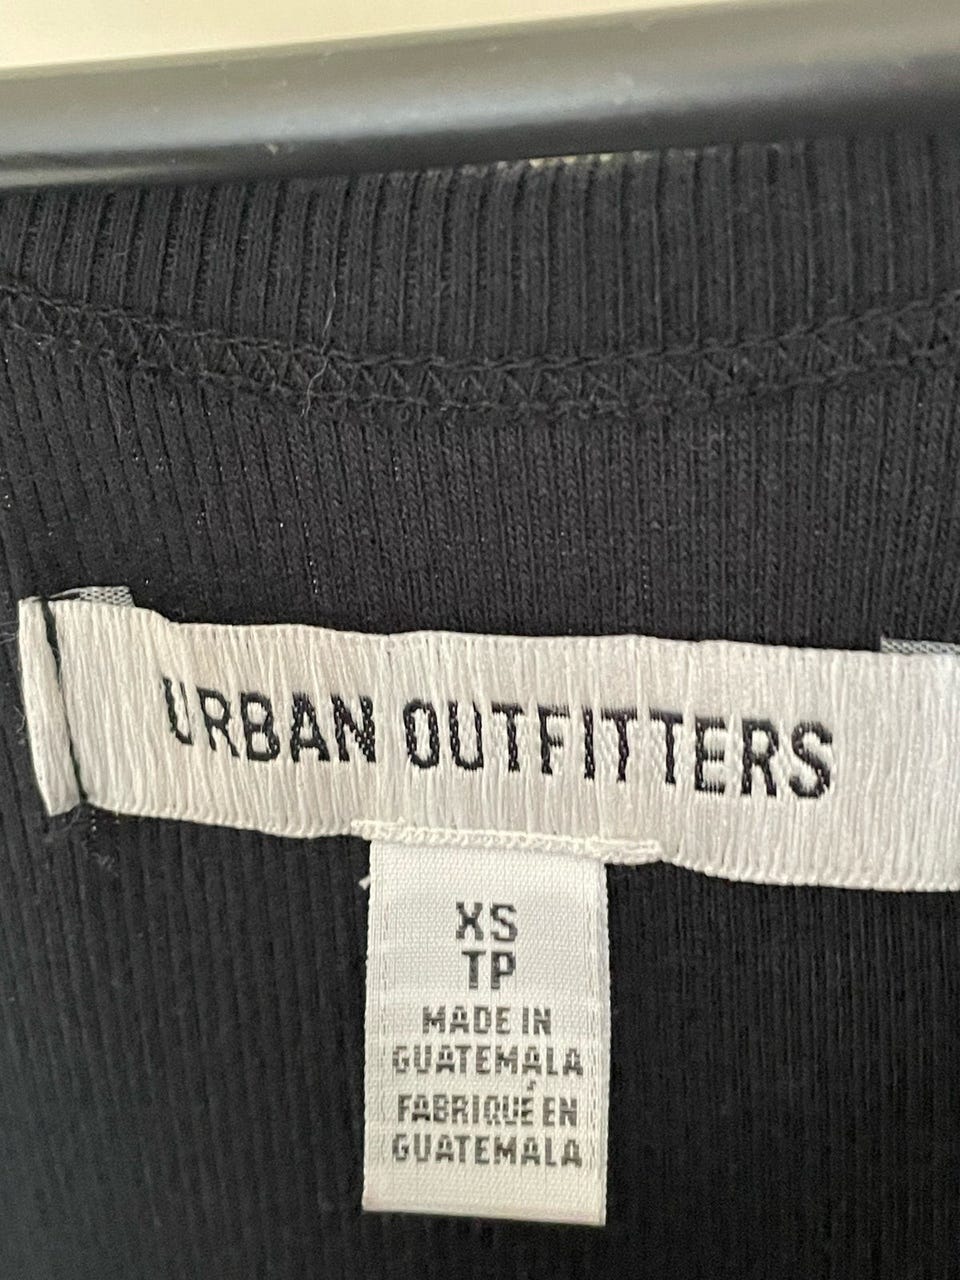 URBAN OUTFITTERS
XS
TP
MADE IN
GUATEMALA
FABRIQUÉ EN
GUATEMALA